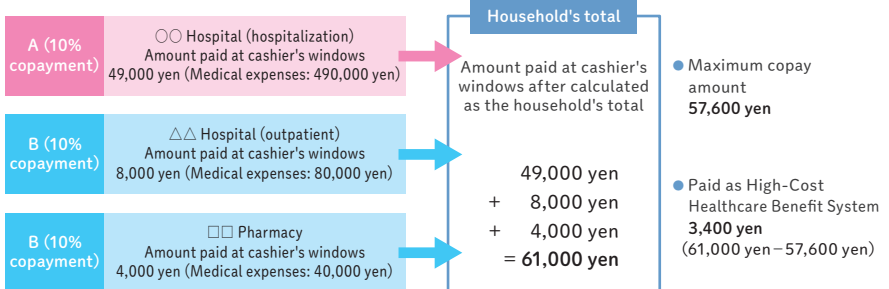 A (10%
copayment)
○○ Hospital (hospitalization)
Amount paid at cashier's windows
49,000 yen (Medical expenses: 490,000 yen)
B (10%
copayment)
△△ Hospital (outpatient)
Amount paid at cashier's windows
8,000 yen (Medical expenses: 80,000 yen)
B (10%
copayment)
□□ Pharmacy
Amount paid at cashier's windows
4,000 yen (Medical expenses: 40,000 yen)
Household's total
Amount paid at cashier's
windows after calculated
as the household's total
49,000 yen
+ 8,000 yen
+ 4,000 yen
= 61,000 yen
● Maximum copay
amount
57,600 yen
● Paid as High-Cost
Healthcare Benefit System
3,400 yen
(61,000 yen−57,600 yen)